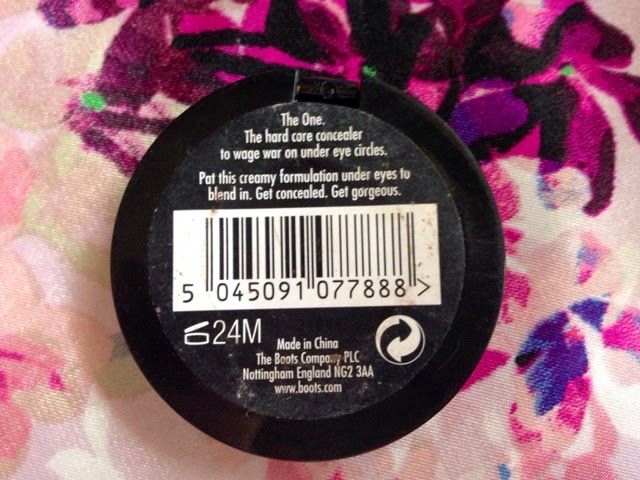 The One.
The hard core concealer
to wage war on under eye circles.
Pat this creamy formulation under eyes to
blend in. Get concealed. Get gorgeous.
5 045091 077888 >
24M
Made in China
The Boots Company PLC
Nottingham England NG2 3AA
www.boots.com